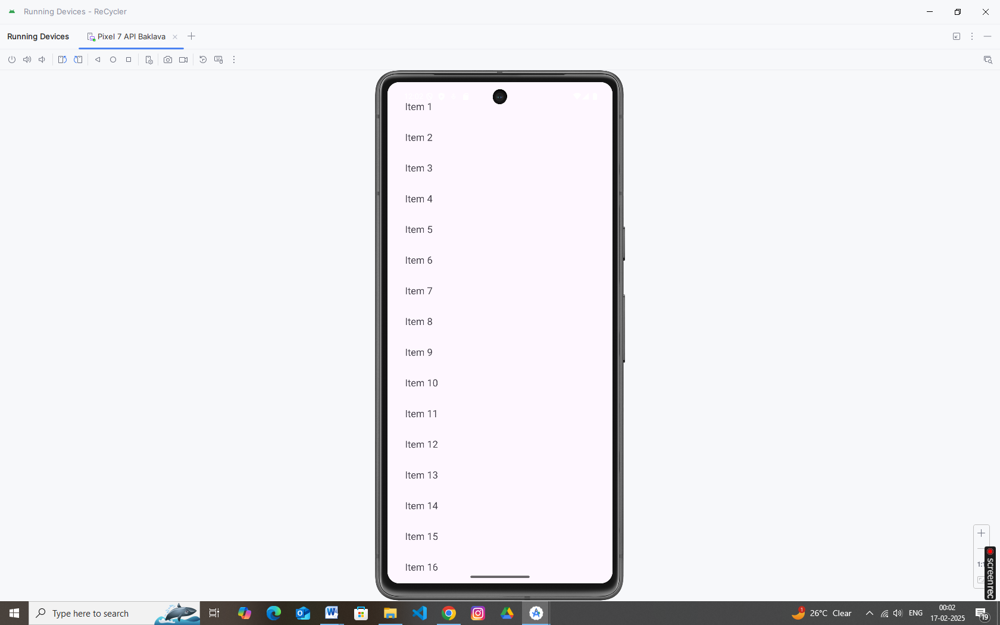 Running Devices - ReCycler
Running Devices
Pixel 7 API Baklava
Item 1
Item 2
Item 3
Item 4
Item 5
Item 6
Item 7
Item 8
Item 9
Item 10
Item 11
Item 12
Item 13
Item 14
Item 15
Item 16
screenrec
Type here to search
1
26°C Clear
ENG
00:02
17-02-2025
19